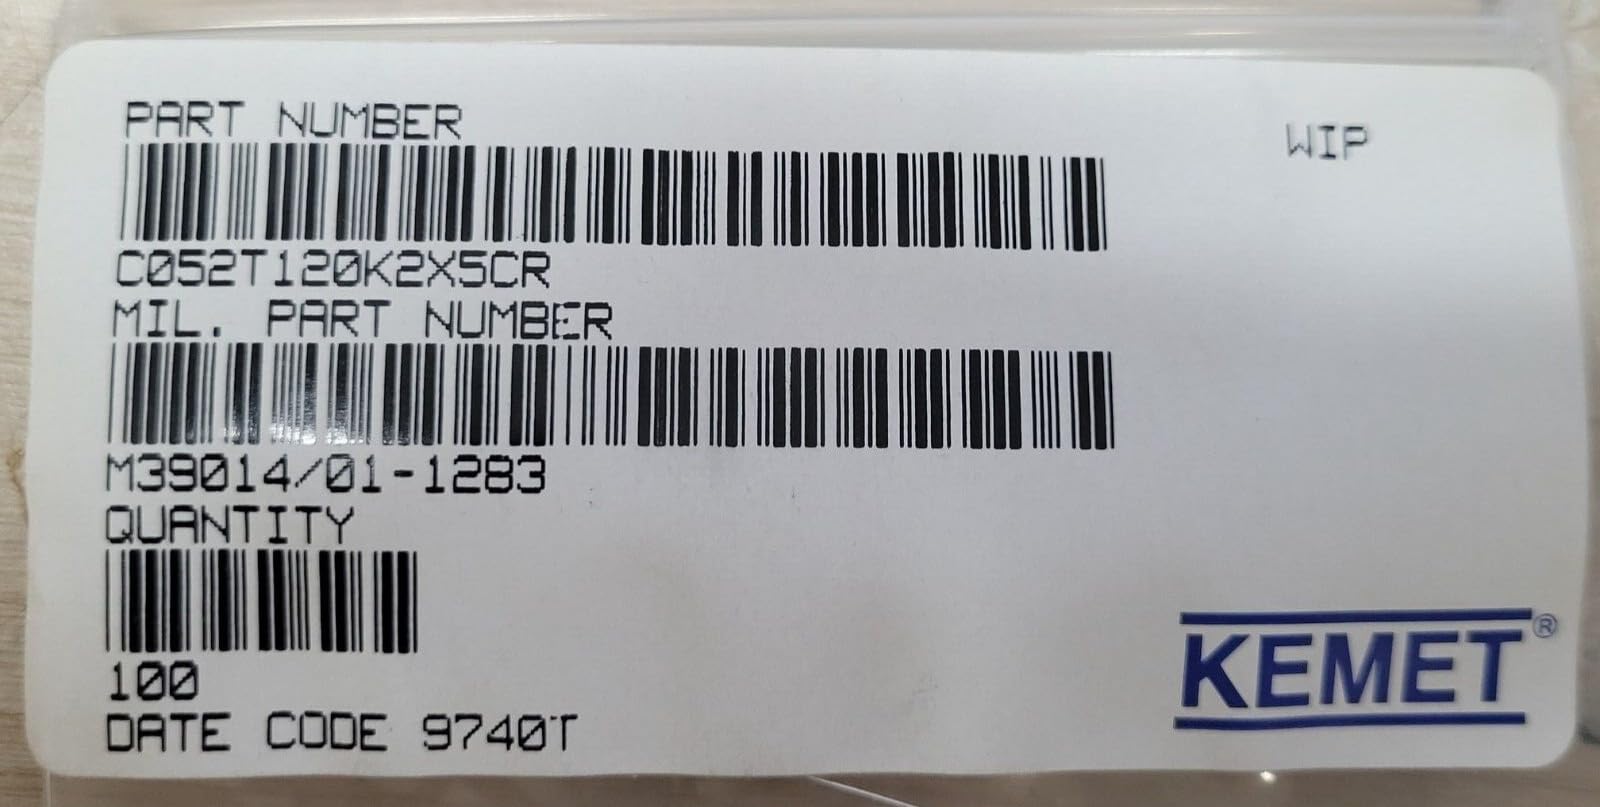 PART NUMBER
WIP
C052T120K2X5CR
MIL. PART NUMBER
M39014/01-1283
QUANTITY
100
DATE CODE 9740T
KEMET®